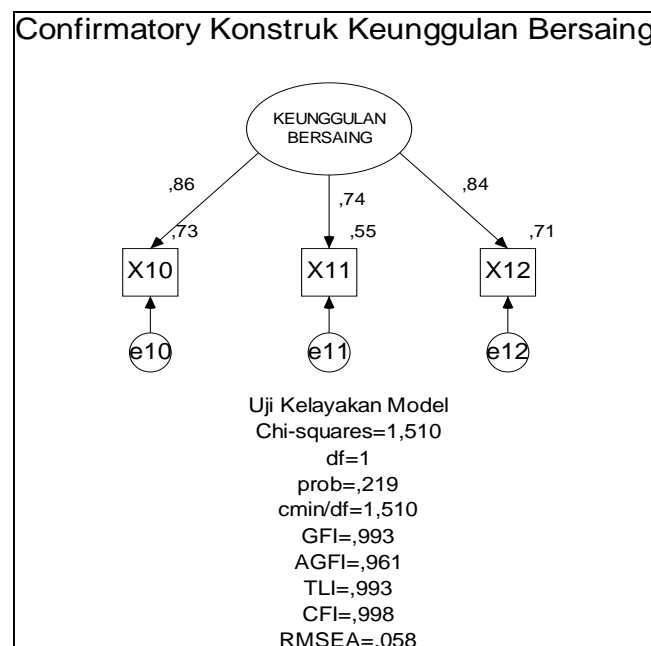 Confirmatory Konstruk Keunggulan Bersaing
KEUNGGULAN
BERSAING
,86
,74
,84
,73
,55
,71
X10
X11
X12
e10
e11
e12
Uji Kelayakan Model
Chi-squares=1,510
df=1
prob=,219
cmin/df=1,510
GFI=,993
AGFI=,961
TLI=,993
CFI=,998
RMSEA=,058